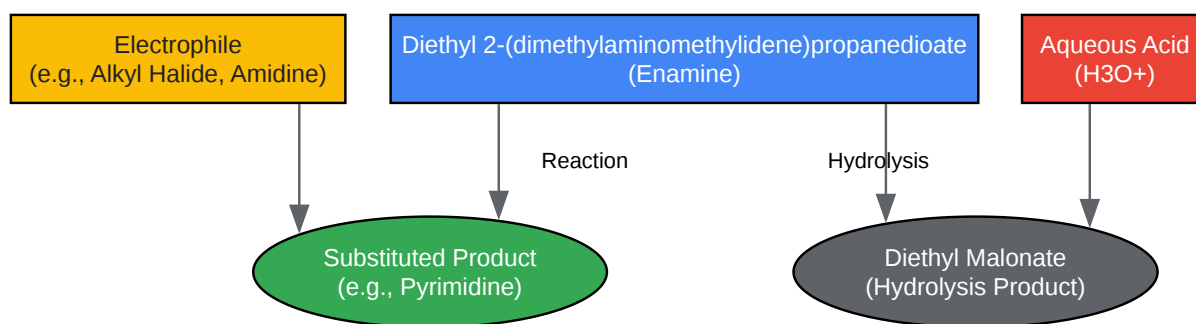 Electrophile
(e.g., Alkyl Halide, Amidine)
Diethyl 2-(dimethylaminomethylidene)propanedioate
(Enamine)
Aqueous Acid
(H3O+)
Reaction
Hydrolysis
Substituted Product
(e.g., Pyrimidine)
Diethyl Malonate
(Hydrolysis Product)